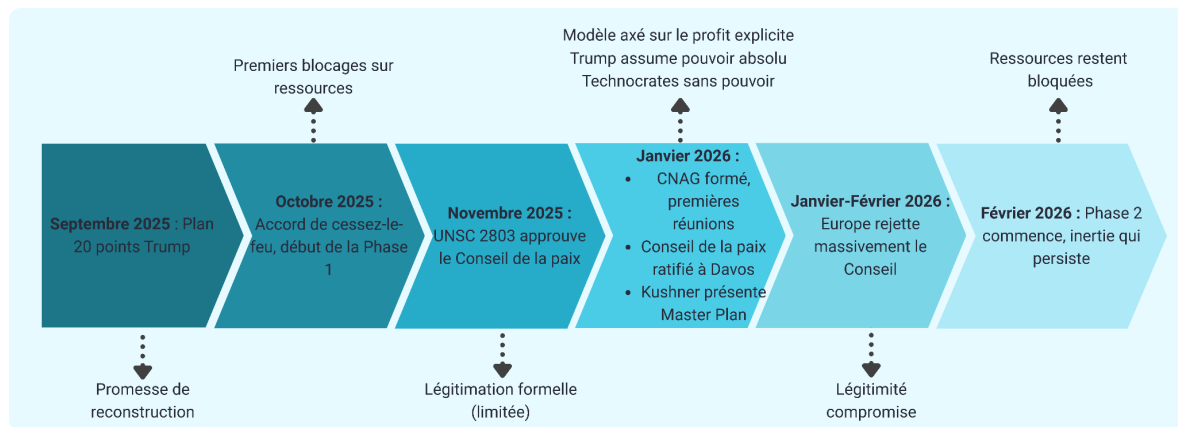 Modèle axé sur le profit explicite
Trump assume pouvoir absolu
Technocrates sans pouvoir
Premiers blocages sur
ressources
Ressources restent
bloquées
Septembre 2025 : Plan
20 points Trump
Octobre 2025 :
Accord de cessez-le-
feu, début de la Phase
1
Novembre 2025 :
UNSC 2803 approuve
le Conseil de la paix
Janvier 2026 :
• CNAG formé,
premières
réunions
• Conseil de la paix
ratifié à Davos
• Kushner présente
Master Plan
Janvier-Février 2026 :
Europe rejette
massivement le
Conseil
Février 2026 : Phase 2
commence, inertie qui
persiste
Promesse de
reconstruction
Légitimation formelle
(limitée)
Légitimité
compromise